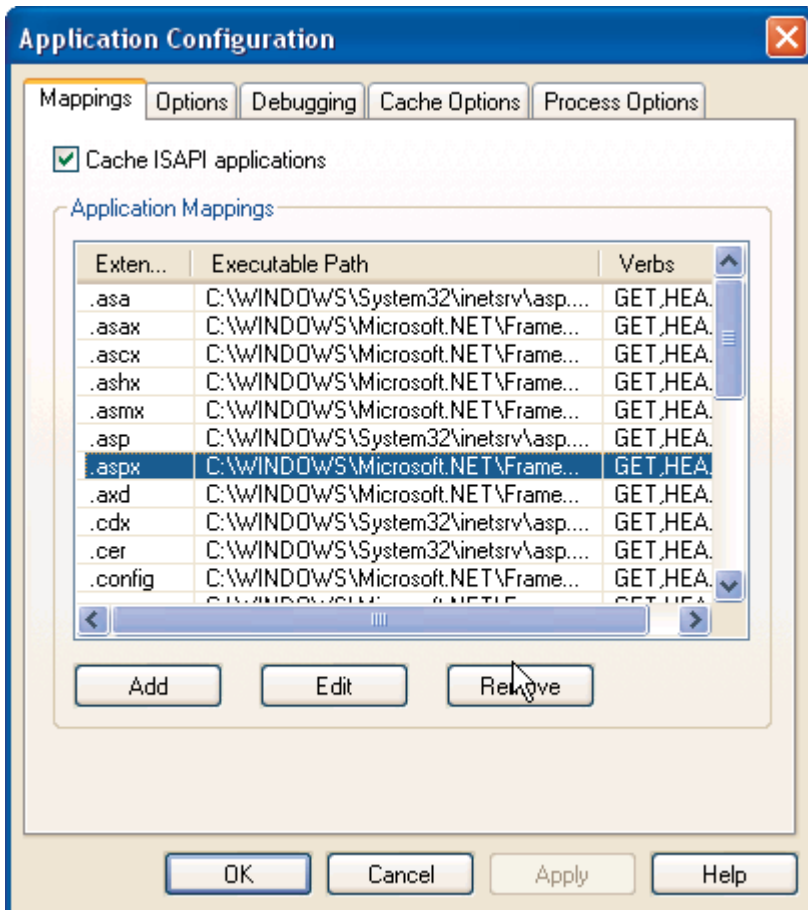 Application Configuration
Mappings Options Debugging Cache Options Process Options
Cache ISAPI applications
Application Mappings
Exten... Executable Path Verbs
.asa C:\WINDOWS\System32\inetsrv\asp.... GET,HEA.
.asax C:\WINDOWS\Microsoft.NET\Frame... GET,HEA.
.ascx C:\WINDOWS\Microsoft.NET\Frame... GET,HEA.
.ashx C:\WINDOWS\Microsoft.NET\Frame... GET,HEA.
.asmx C:\WINDOWS\Microsoft.NET\Frame... GET,HEA.
.asp C:\WINDOWS\System32\inetsrv\asp.... GET,HEA.
.aspx C:\WINDOWS\Microsoft.NET\Frame... GET,HEA.
.axd C:\WINDOWS\Microsoft.NET\Frame... GET,HEA.
.cdx C:\WINDOWS\System32\inetsrv\asp.... GET,HEA.
.cer C:\WINDOWS\System32\inetsrv\asp.... GET,HEA.
.config C:\WINDOWS\Microsoft.NET\Frame... GET,HEA.
Add Edit Remove
OK Cancel Apply Help